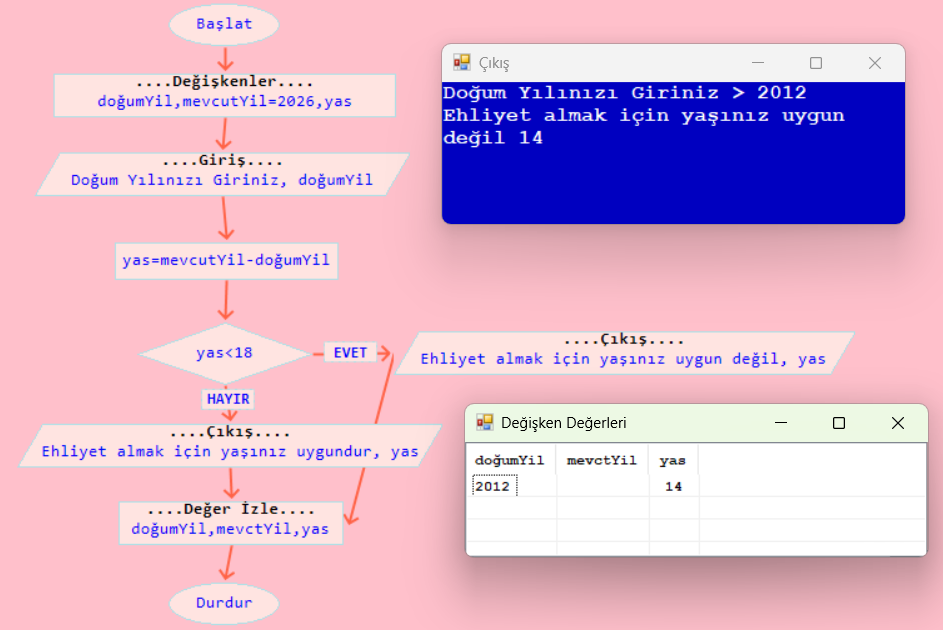 Başlat
....Değişkenler....
doğumYil,mevcutYil=2026,yas
....Giriş....
Doğum Yılınızı Giriniz, doğumYil
yas=mevcutYil-doğumYil
yas<18
EVET
HAYIR
....Çıkış....
Ehliyet almak için yaşınız uygun değil, yas
....Çıkış....
Ehliyet almak için yaşınız uygundur, yas
....Değer İzle....
doğumYil,mevctYil,yas
Durdur
Çıkış
Doğum Yılınızı Giriniz > 2012
Ehliyet almak için yaşınız uygun
değil 14
Değişken Değerleri
doğumYil mevctYil yas
2012 14